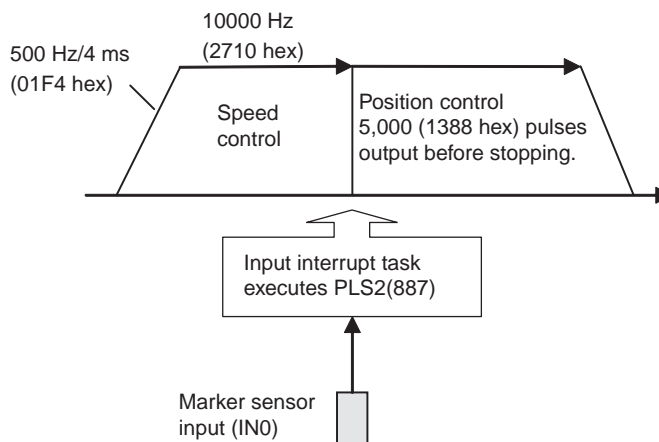 10000 Hz
(2710 hex)
500 Hz/4 ms
(01F4 hex)
Speed
control
Position control
5,000 (1388 hex) pulses
output before stopping.
Input interrupt task
executes PLS2(887)
Marker sensor
input (IN0)